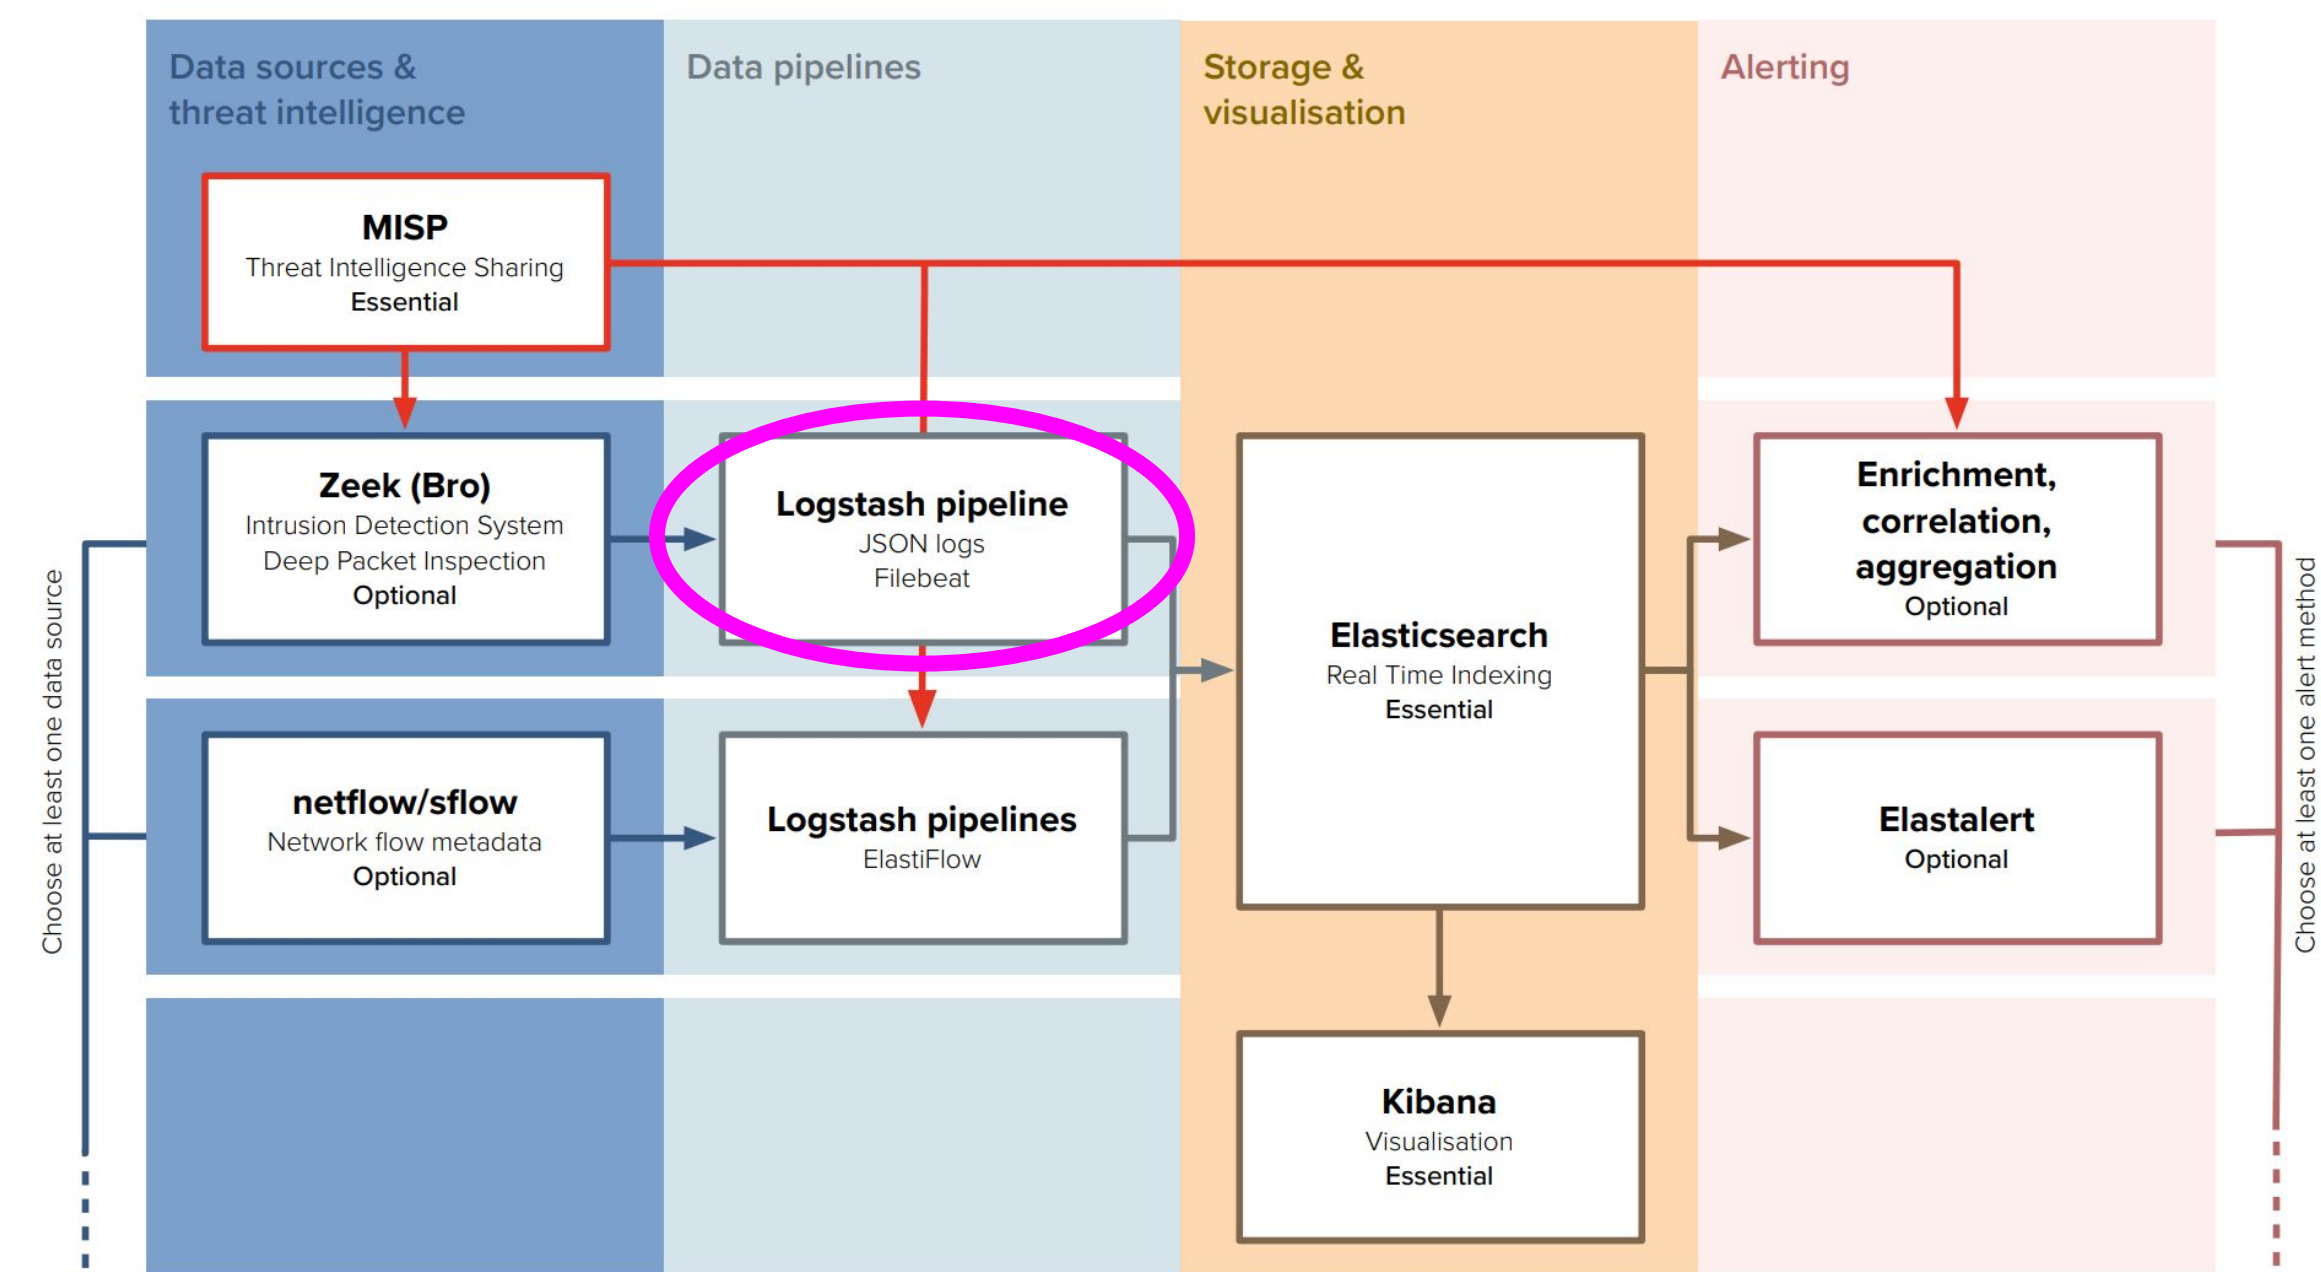 Data sources &
threat intelligence
Data pipelines
Storage &
visualisation
Alerting
MISP
Threat Intelligence Sharing
Essential
Zeek (Bro)
Intrusion Detection System
Deep Packet Inspection
Optional
Logstash pipeline
JSON logs
Filebeat
Enrichment,
correlation,
aggregation
Optional
Elasticsearch
Real Time Indexing
Essential
netflow/sflow
Network flow metadata
Optional
Logstash pipelines
ElastiFlow
Elastalert
Optional
Kibana
Visualisation
Essential
Choose at least one data source
Choose at least one alert method